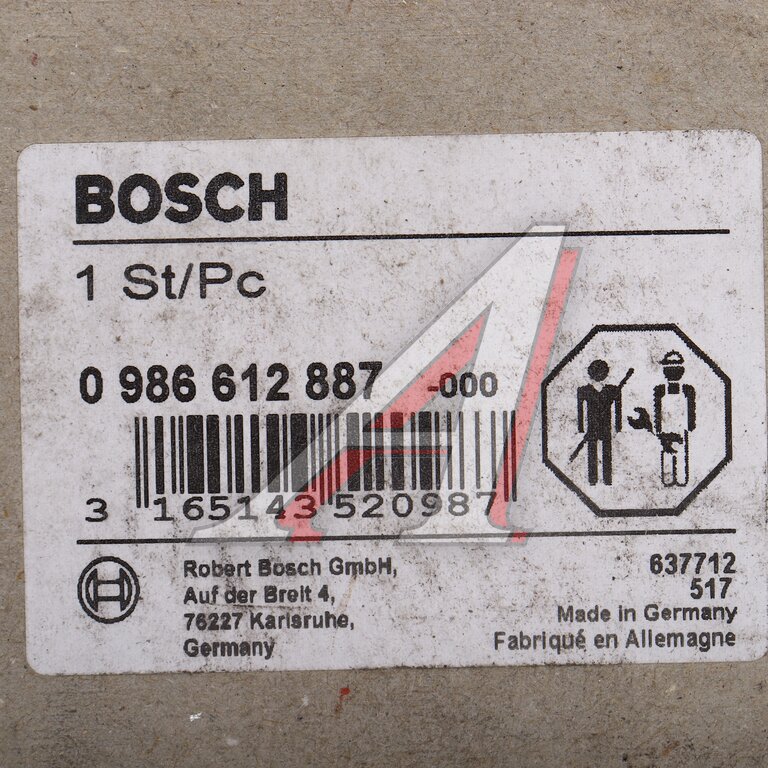 BOSCH
1 St/Pc
0 986 612 887 -000
3 165143 520987
Robert Bosch GmbH,
Auf der Breit 4,
76227 Karlsruhe,
Germany
637712
517
Made in Germany
Fabriqué en Allemagne